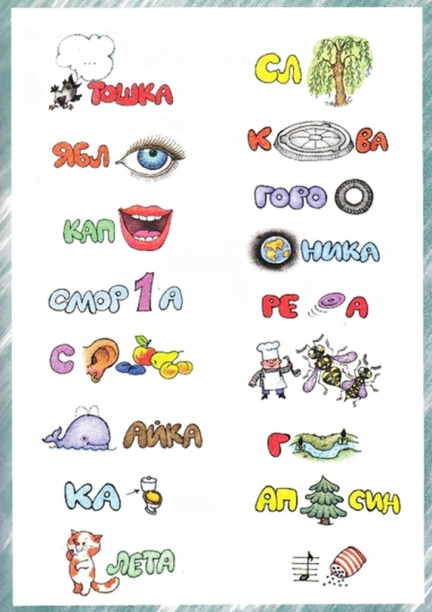 ...
ТОШКА
ЯБЛ
КАП
СМОР1А
С
АЙКА
КА
ЛЕТА
СЛ
К ВА
ГОРО
НИКА
РЕ А
Г
АП СИН